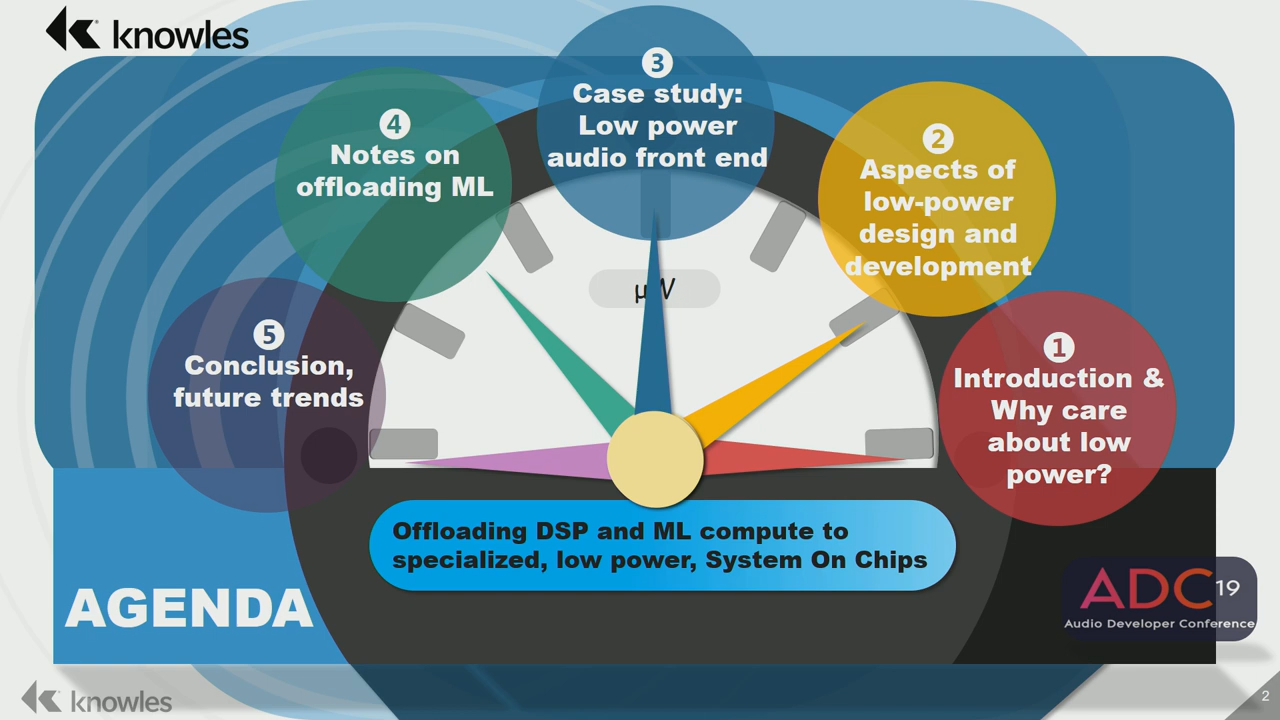 knowles
3
Case study:
Low power
audio front end
4
Notes on
offloading ML
2
Aspects of
low-power
design and
development
5
Conclusion,
future trends
1
Introduction &
Why care
about low
power?
µW
Offloading DSP and ML compute to
specialized, low power, System On Chips
AGENDA
ADC19
Audio Developer Conference
knowles
2